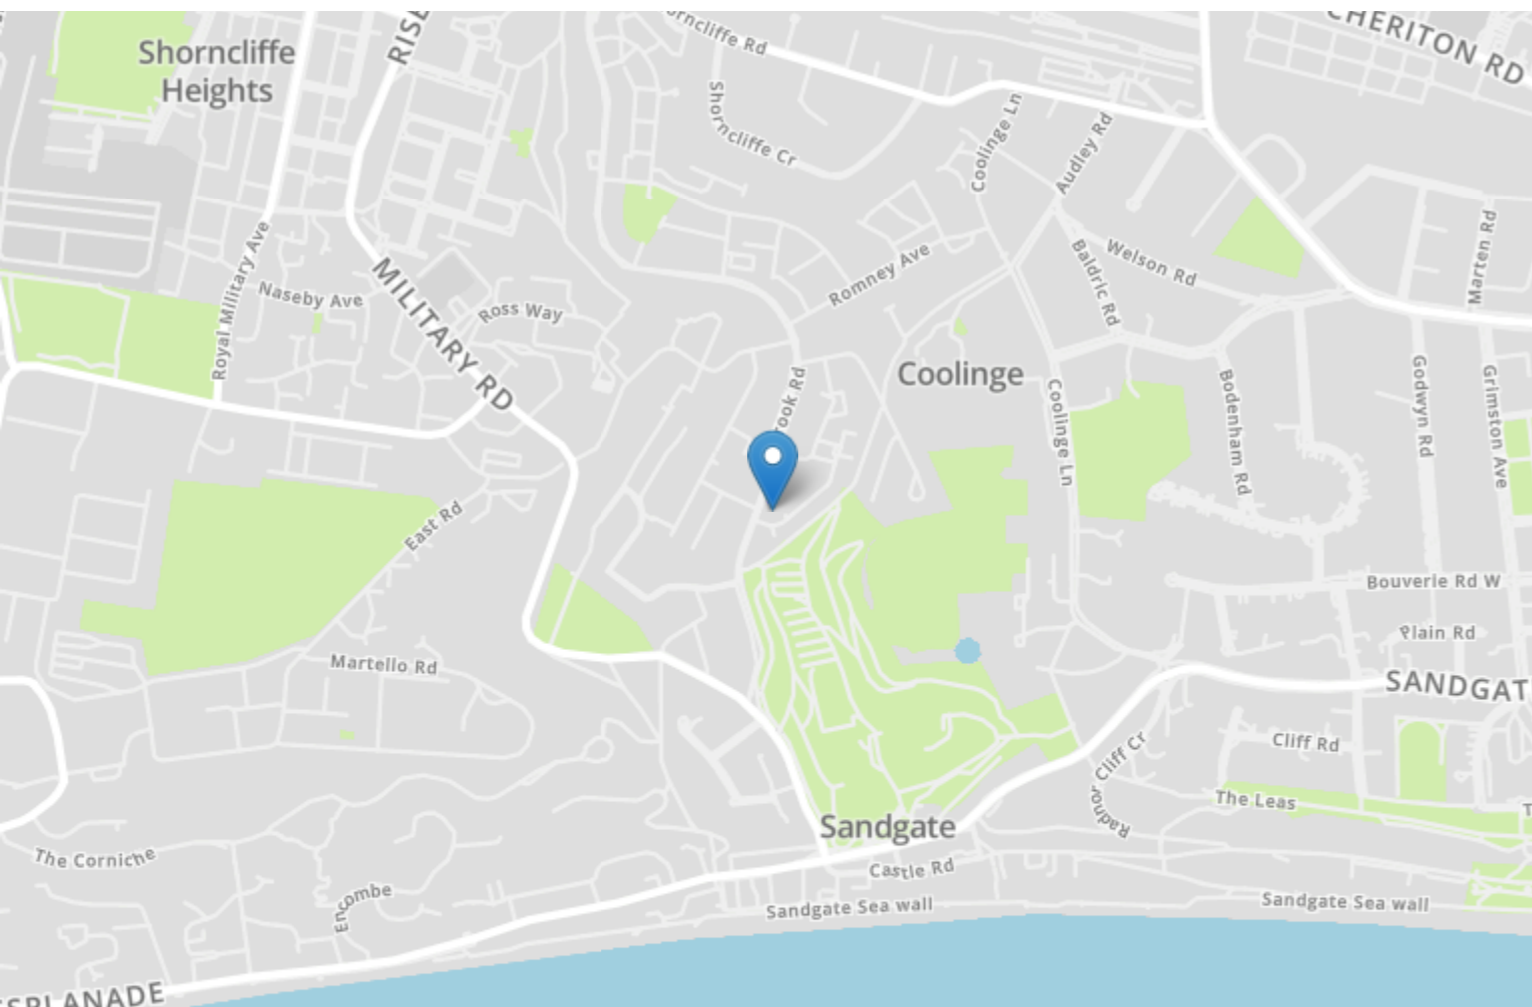 Shorncliffe
Heights
RISE
orncliffe Rd
CHERITON RD
Shorncliffe Cr
Coolinge Ln
Audley Rd
Royal Military Ave
Naseby Ave
MILITARY RD
Ross Way
Romney Ave
Baldric Rd
Welson Rd
Marten Rd
rook Rd
Coolinge
Coolinge Ln
Bodenham Rd
Godwyn Rd
Grimston Ave
East Rd
Bouverie Rd W
Plain Rd
Martello Rd
SANDGAT
Cliff Rd
Radnor Cliff Cr
The Leas
T
Sandgate
The Corniche
Castle Rd
Encombe
Sandgate Sea wall
Sandgate Sea wall
ESPLANADE